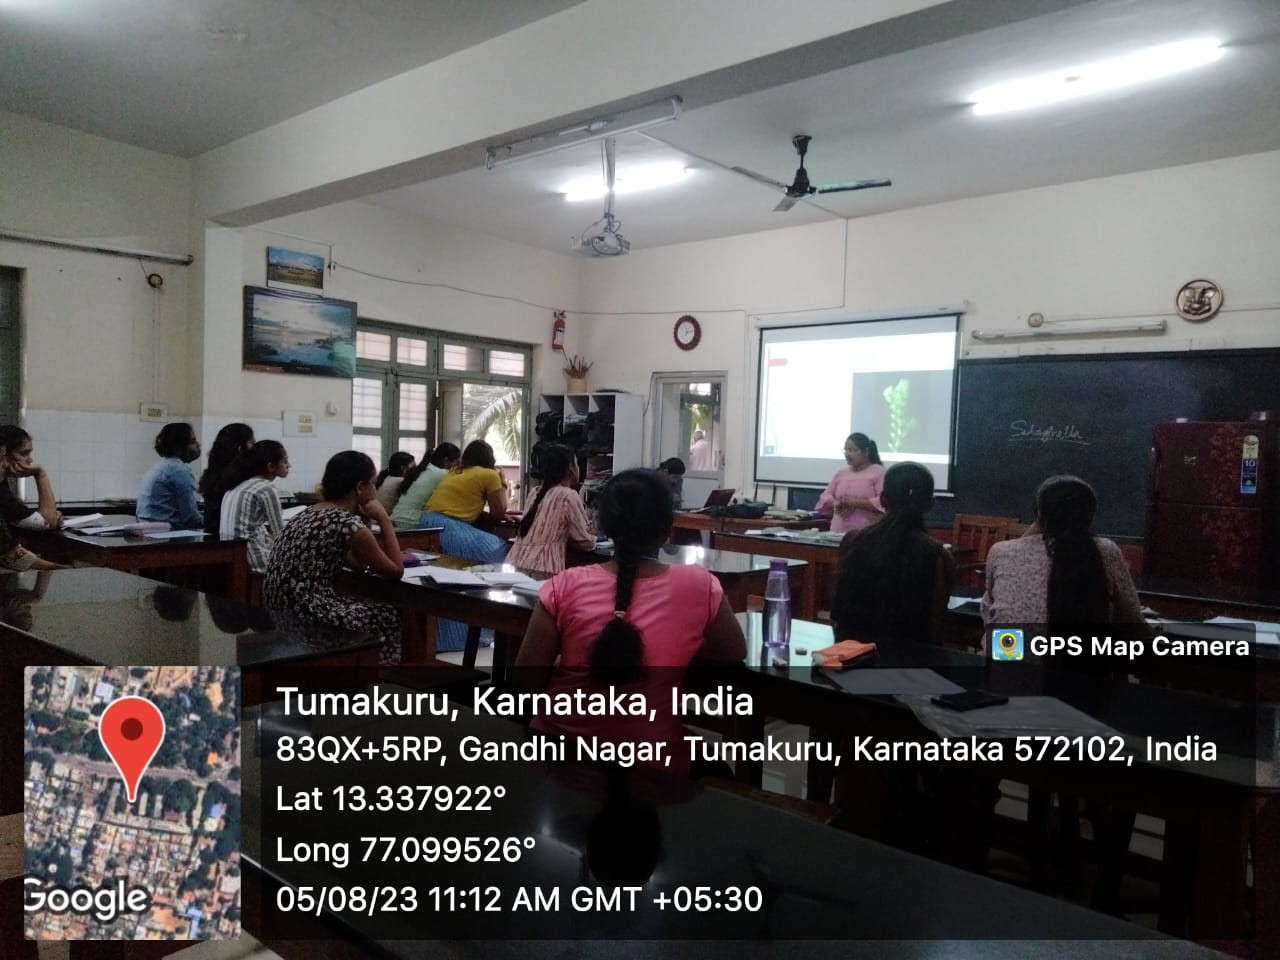 Selaginella
GPS Map Camera
Tumakuru, Karnataka, India
83QX+5RP, Gandhi Nagar, Tumakuru, Karnataka 572102, India
Lat 13.337922°
Long 77.099526°
05/08/23 11:12 AM GMT +05:30
Google